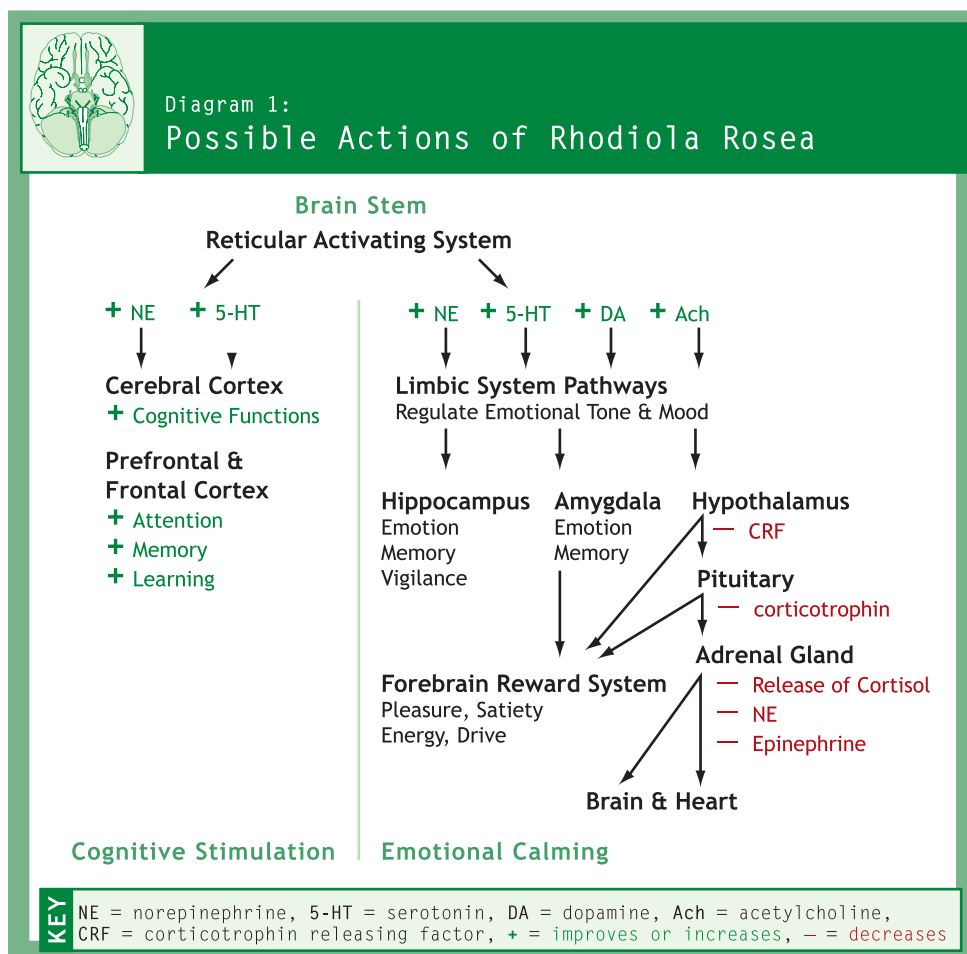 Diagram 1:
Possible Actions of Rhodiola Rosea
Brain Stem
Reticular Activating System
+ NE + 5-HT
Cerebral Cortex
+ Cognitive Functions
Prefrontal &
Frontal Cortex
+ Attention
+ Memory
+ Learning
Cognitive Stimulation
+ NE + 5-HT + DA + Ach
Limbic System Pathways
Regulate Emotional Tone & Mood
Hippocampus
Emotion
Memory
Vigilance
Amygdala
Emotion
Memory
Hypothalamus
— CRF
Pituitary
— corticotrophin
Adrenal Gland
— Release of Cortisol
— NE
— Epinephrine
Forebrain Reward System
Pleasure, Satiety
Energy, Drive
Brain & Heart
Emotional Calming
KEY
NE = norepinephrine, 5-HT = serotonin, DA = dopamine, Ach = acetylcholine,
CRF = corticotrophin releasing factor, + = improves or increases, — = decreases